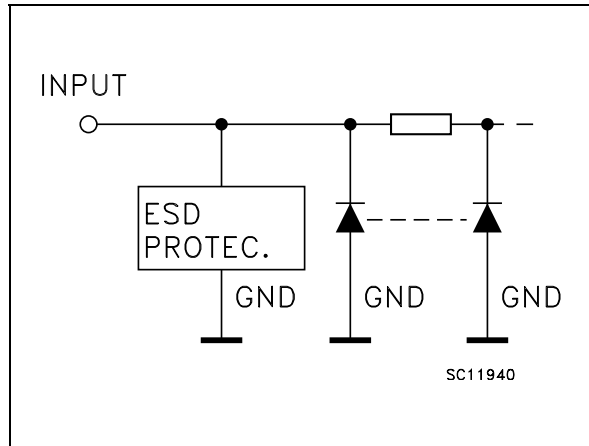 INPUT
ESD
PROTEC.
GND
GND
GND
SC11940